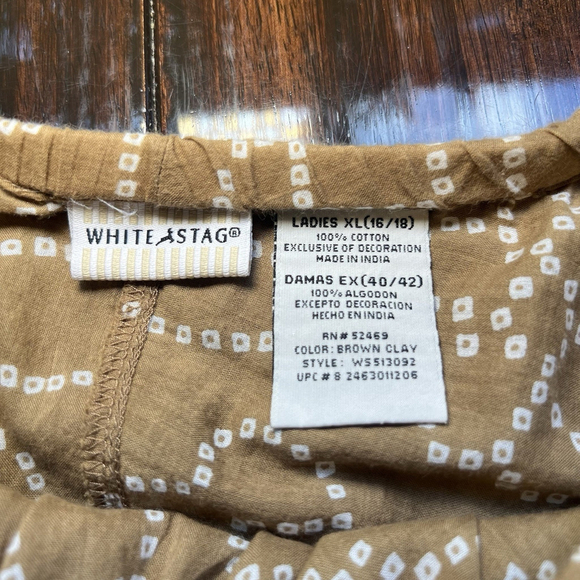 WHITE STAG®
LADIES XL(16/18)
100% COTTON
EXCLUSIVE OF DECORATION
MADE IN INDIA
DAMAS EX(40/42)
100% ALGODON
EXCEPTO DECORACION
HECHO EN INDIA
RN# 52469
COLOR: BROWN CLAY
STYLE: WS513092
UPC # 8 2463011206